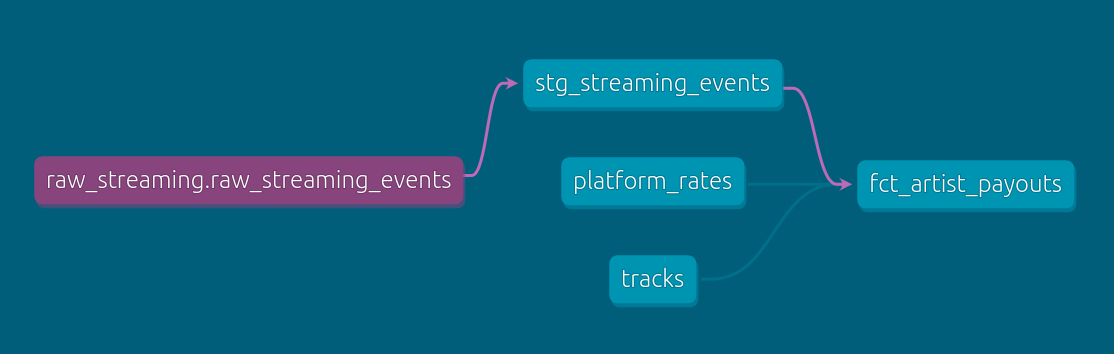 stg_streaming_events
raw_streaming.raw_streaming_events
platform_rates
fct_artist_payouts
tracks